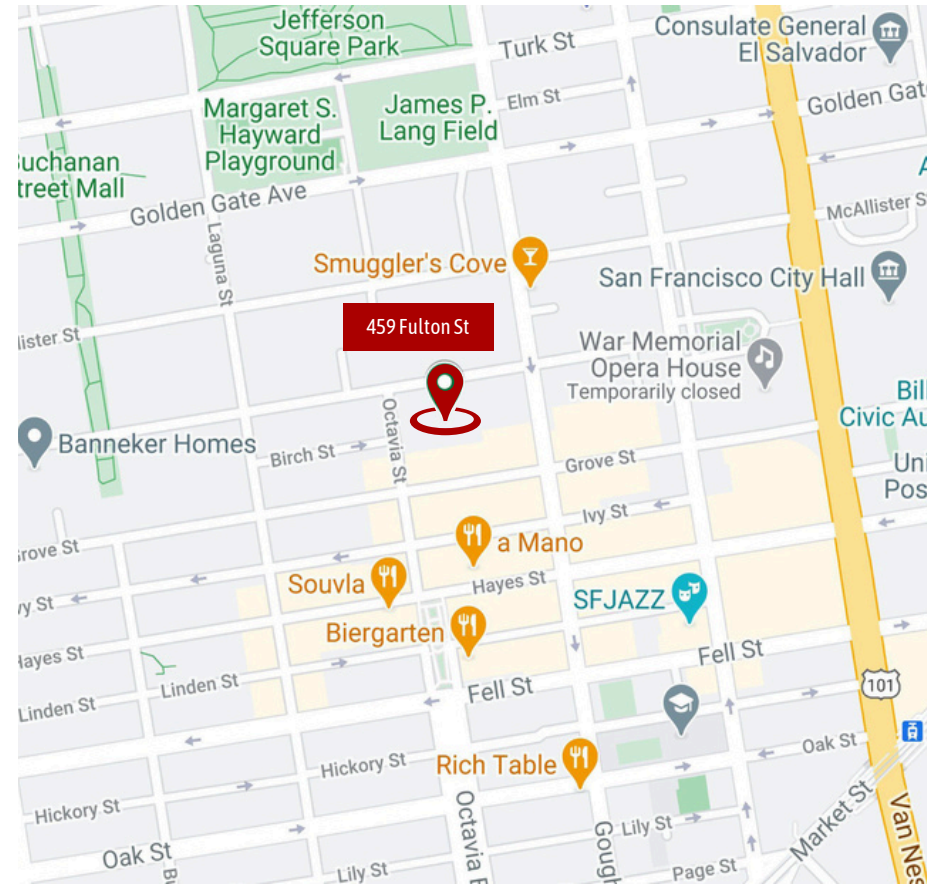 Jefferson
Square Park
Turk St
Consulate General
El Salvador
Margaret S.
Hayward
Playground
James P.
Lang Field
Elm St
Golden Gat
Buchanan
treet Mall
Golden Gate Ave
A
McAllister S
Laguna St
Smuggler's Cove
San Francisco City Hall
459 Fulton St
lister St
War Memorial
Opera House
Temporarily closed
Octavia St
Bill
Civic Au
Banneker Homes
Birch St
Grove St
Uni
Pos
Ivy St
rove St
a Mano
Souvla
Hayes St
SFJAZZ
vy St
Biergarten
Hayes St
Fell St
Linden St
Fell St
101
Linden St
Oak St
Hickory St
Rich Table
Hickory St
Market St
Van Nes
Octavia B
Gough
Lily St
Oak St
Lily St
Page St
Bu